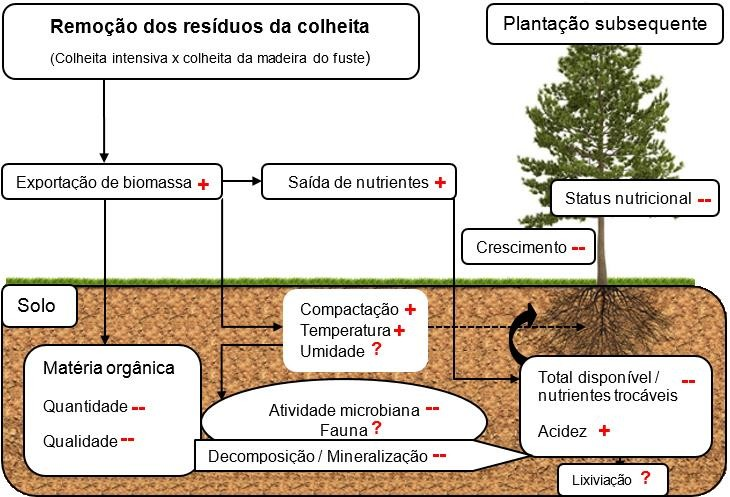 Remoção dos resíduos da colheita
(Colheita intensiva x colheita da madeira do fuste)
Plantação subsequente
Exportação de biomassa +
Saída de nutrientes +
Status nutricional --
Crescimento --
Solo
Compactação +
Temperatura +
Umidade ?
Matéria orgânica
Quantidade --
Qualidade --
Atividade microbiana --
Fauna ?
Decomposição / Mineralização --
Total disponível / --
nutrientes trocáveis
Acidez +
Lixiviação ?